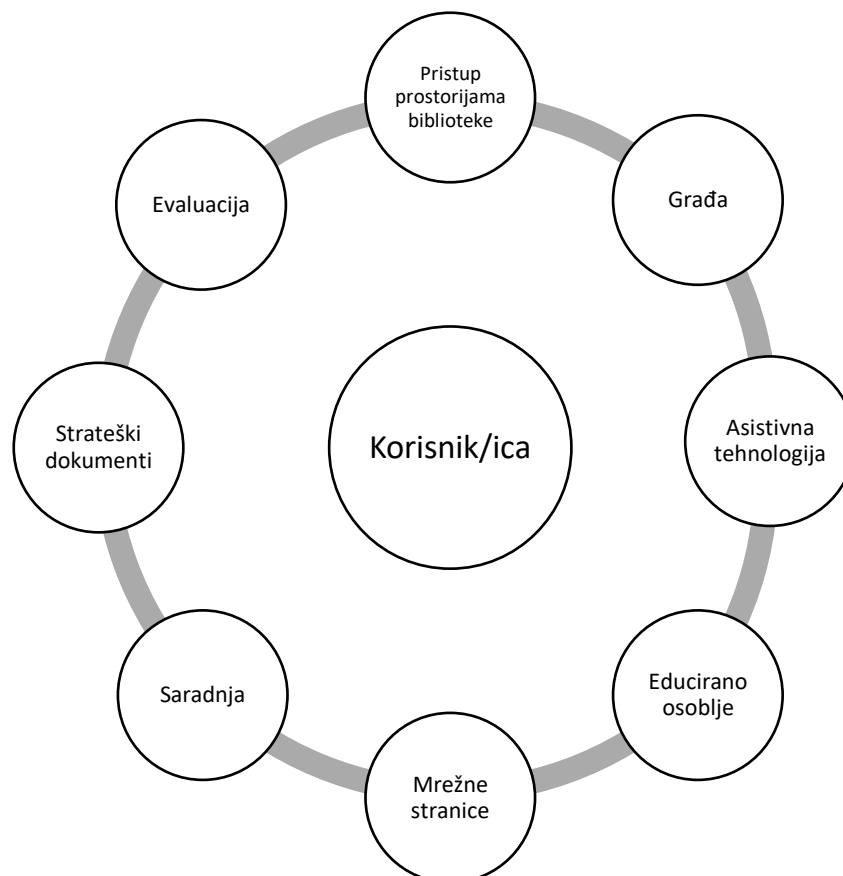 Pristup
prostorijama
biblioteke
Građa
Asistivna
tehnologija
Educirano
osoblje
Mrežne
stranice
Saradnja
Strateški
dokumenti
Evaluacija
Korisnik/ica